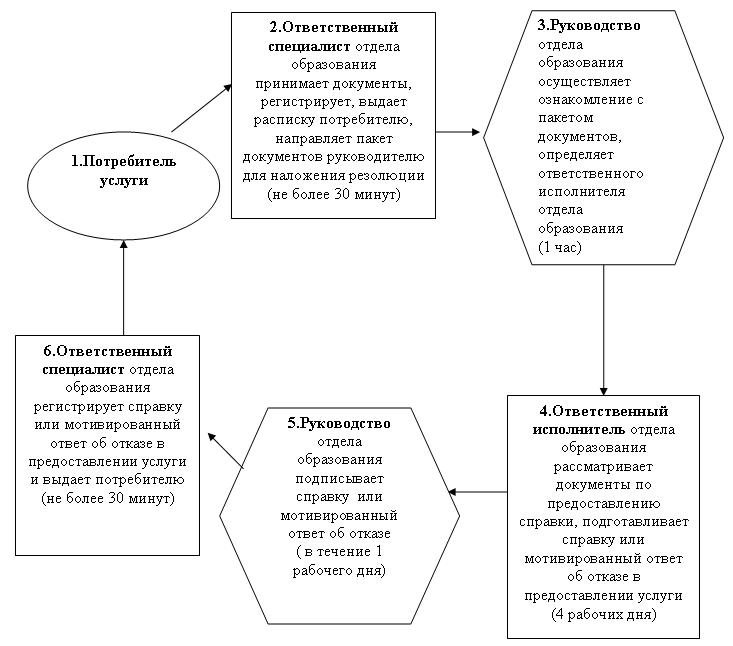 1.Потребитель
услуги
2.Ответственный
специалист отдела
образования
принимает документы,
регистрирует, выдает
расписку потребителю,
направляет пакет
документов руководителю
для наложения резолюции
(не более 30 минут)
3.Руководство
отдела
образования
осуществляет
ознакомление с
пакетом
документов,
определяет
ответственного
исполнителя
отдела
образования
(1 час)
4.Ответственный
исполнитель отдела
образования
рассматривает
документы по
предоставлению
справки, подготавливает
справку или
мотивированный ответ
об отказе в
предоставлении услуги
(4 рабочих дня)
5.Руководство
отдела
образования
подписывает
справку или
мотивированный
ответ об отказе
( в течение 1
рабочего дня)
6.Ответственный
специалист отдела
образования
регистрирует справку
или мотивированный
ответ об отказе в
предоставлении услуги
и выдает потребителю
(не более 30 минут)